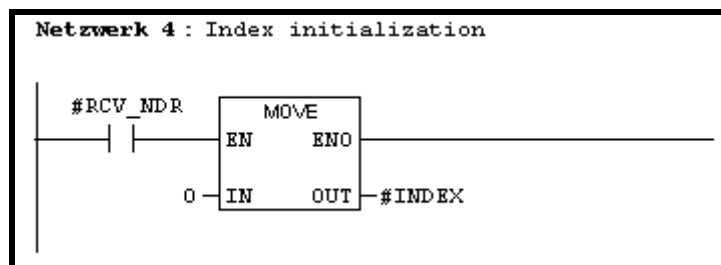 Netzwerk 4 : Index initialization
#RCV_NDR
MOVE
EN ENO
0 IN OUT #INDEX